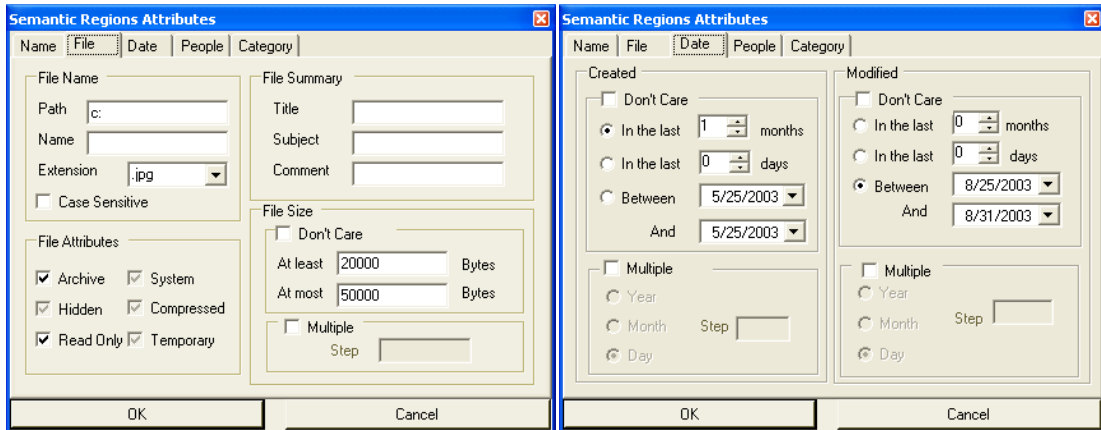 Semantic Regions Attributes
Name File Date People Category
File Name
Path c:
Name
Extension .jpg
Case Sensitive
File Attributes
Archive System
Hidden Compressed
Read Only Temporary
File Summary
Title
Subject
Comment
File Size
Don't Care
At least 20000 Bytes
At most 50000 Bytes
Multiple
Step
OK Cancel
Semantic Regions Attributes
Name File Date People Category
Created
Don't Care
In the last 1 months
In the last 0 days
Between 5/25/2003
And 5/25/2003
Multiple
Year
Month Step
Day
Modified
Don't Care
In the last 0 months
In the last 0 days
Between 8/25/2003
And 8/31/2003
Multiple
Year
Month Step
Day
OK Cancel